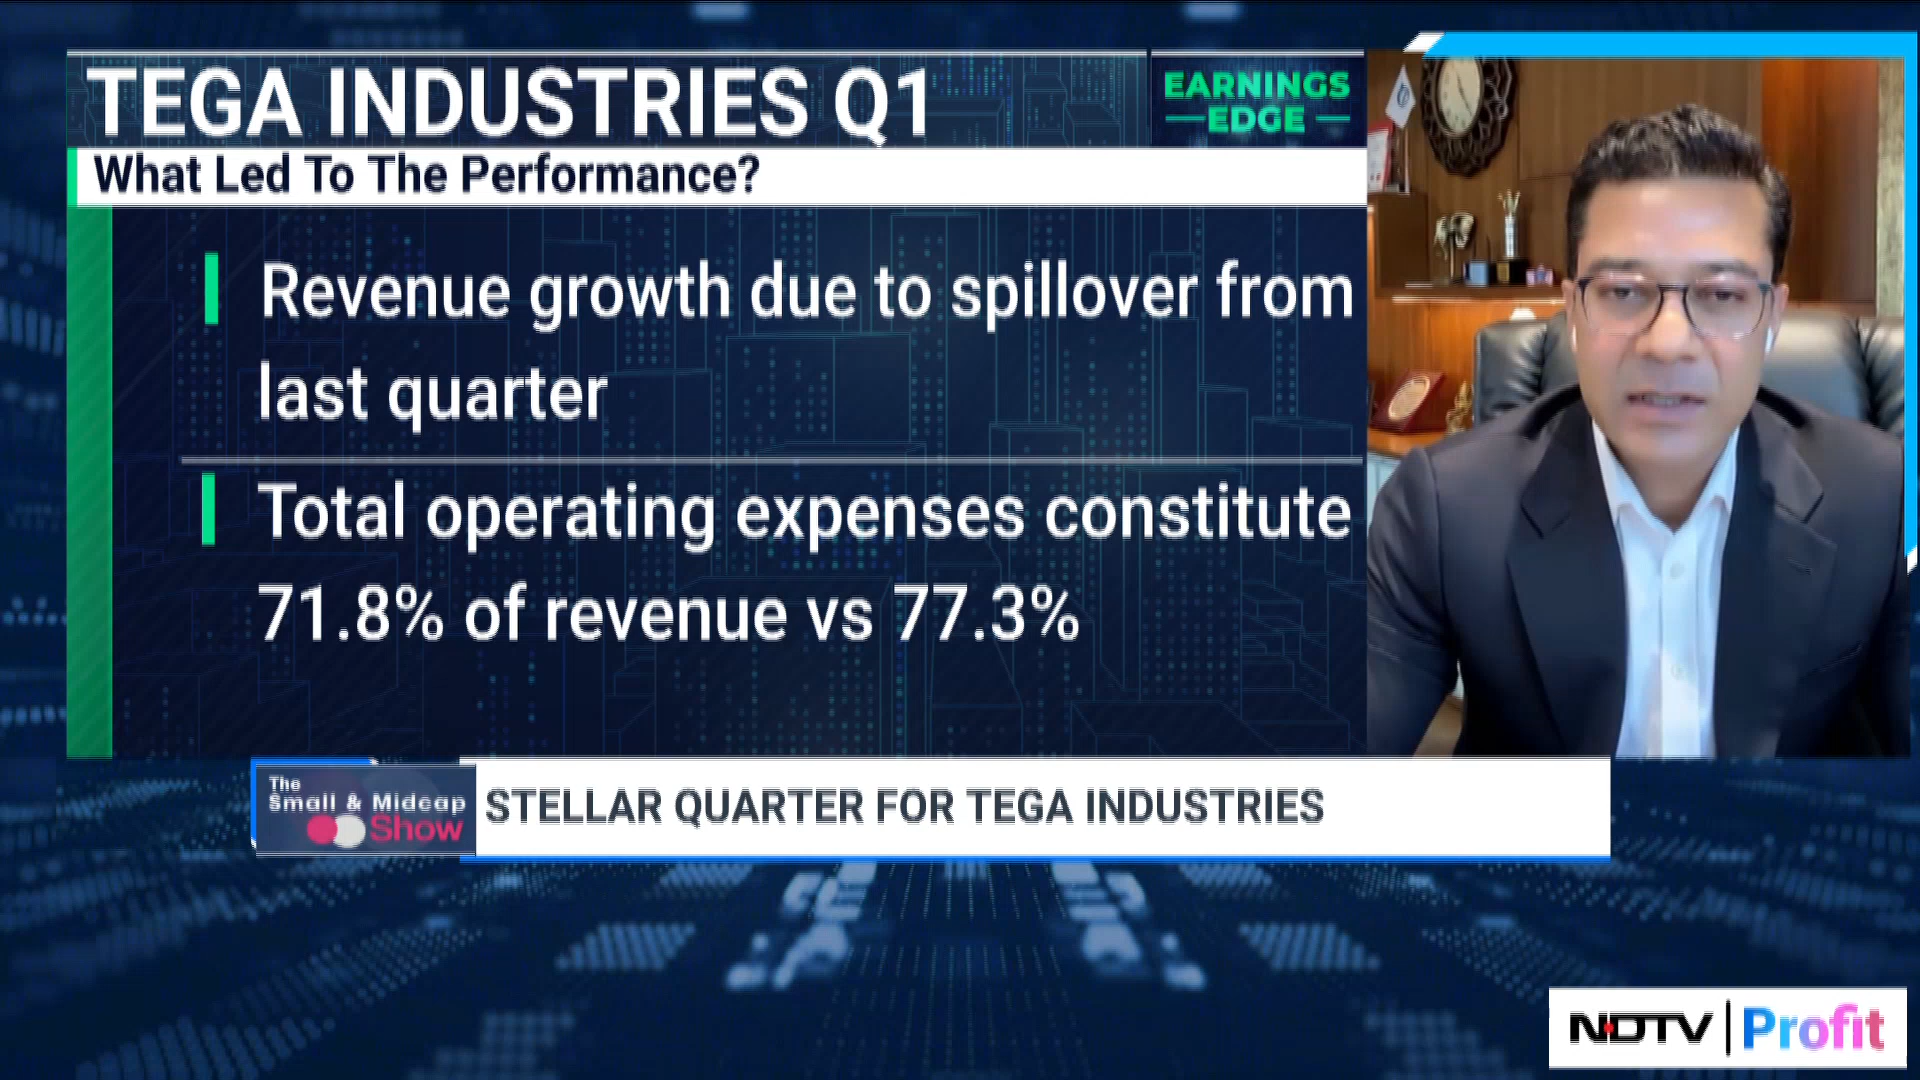 TEGA INDUSTRIES Q1
EARNINGS
EDGE
What Led To The Performance?
Revenue growth due to spillover from
last quarter
Total operating expenses constitute
71.8% of revenue vs 77.3%
The
Small & Midcap
Show
STELLAR QUARTER FOR TEGA INDUSTRIES
NDTV Profit